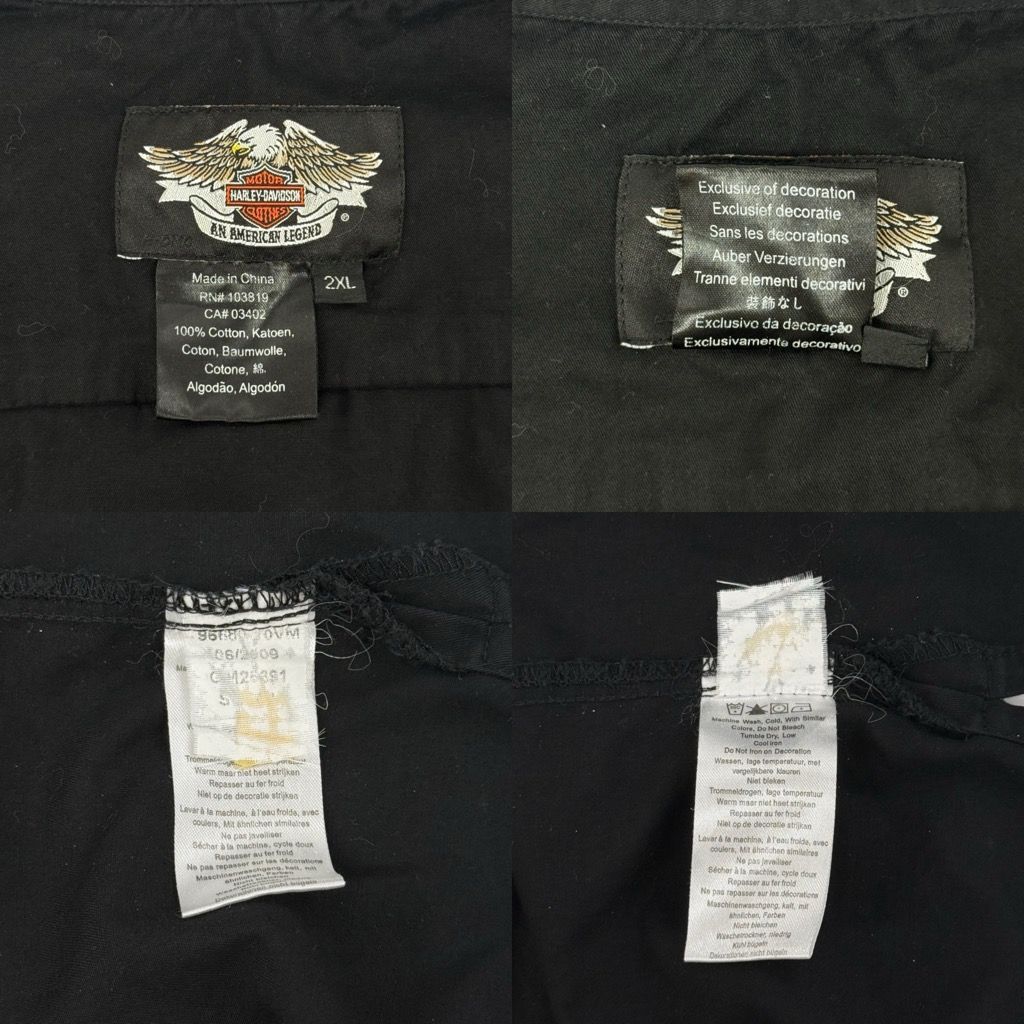 MOTOR
HARLEY-DAVIDSON
CLOTHES
AN AMERICAN LEGEND
®
Made in China
RN# 103819
CA# 03402
100% Cotton, Katoen,
Coton, Baumwolle,
Cotone, 綿,
Algodão, Algodón
2XL
Exclusive of decoration
Exclusief decoratie
Sans les decorations
Auber Verzierungen
Tranne elementi decorativi
装飾なし
Exclusivo da decoração
Exclusivamente decorativo
®
06/2009
Warm maar niet heet strijken
Repasser au fer froid
Niet op de decoratie strijken
Lavar à la machine, à l'eau froide, avec
coulers, Mit ähnlichen similaires
Ne pas javeiliser
Sécher à la machine, cycle doux
Repasser au fer froid
Ne pas repasser sur les décorations
Maschinenwaschgang, kalt, mit
ähnlichen, Farben
Nicht bleichen
Machine Wash, Cold, With Similar
Colors, Do Not Bleach
Tumble Dry, Low
Cool Iron
Do Not Iron on Decoration
Wassen, lage temperatuur, met
vergelijkbare kleuren
Niet bleken
Trommeldrogen, lage temperatuur
Warm maar niet heet strijken
Repasser au fer froid
Niet op de decoratie strijken
Lavar à la machine, à l'eau froide, avec
coulers, Mit ähnlichen similaires
Ne pas javeiliser
Sécher à la machine, cycle doux
Repasser au fer froid
Ne pas repasser sur les décorations
Maschinenwaschgang, kalt, mit
ähnlichen, Farben
Nicht bleichen
Wäschetrockner, niedrig
Kühl bügeln
Dekorationen nicht bügeln